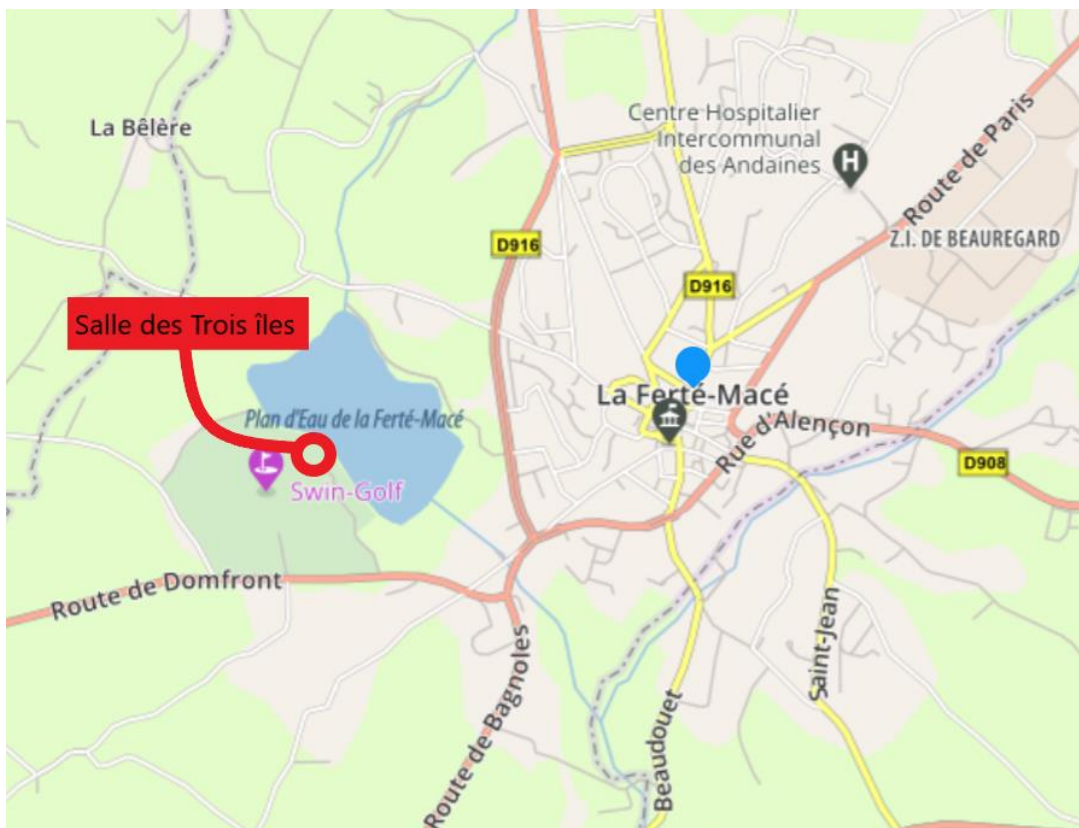 Centre Hospitalier
Intercommunal
des Andaines
H
La Bêlère
Route de Paris
Z.I. DE BEAUREGARD
D916
D916
Salle des Trois îles
Plan d'Eau de la Ferté-Macé
La Ferté-Macé
Rue d'Alençon
D908
Swin-Golf
Route de Domfront
Route de Bagnoles
Beaudouet
Saint-Jean